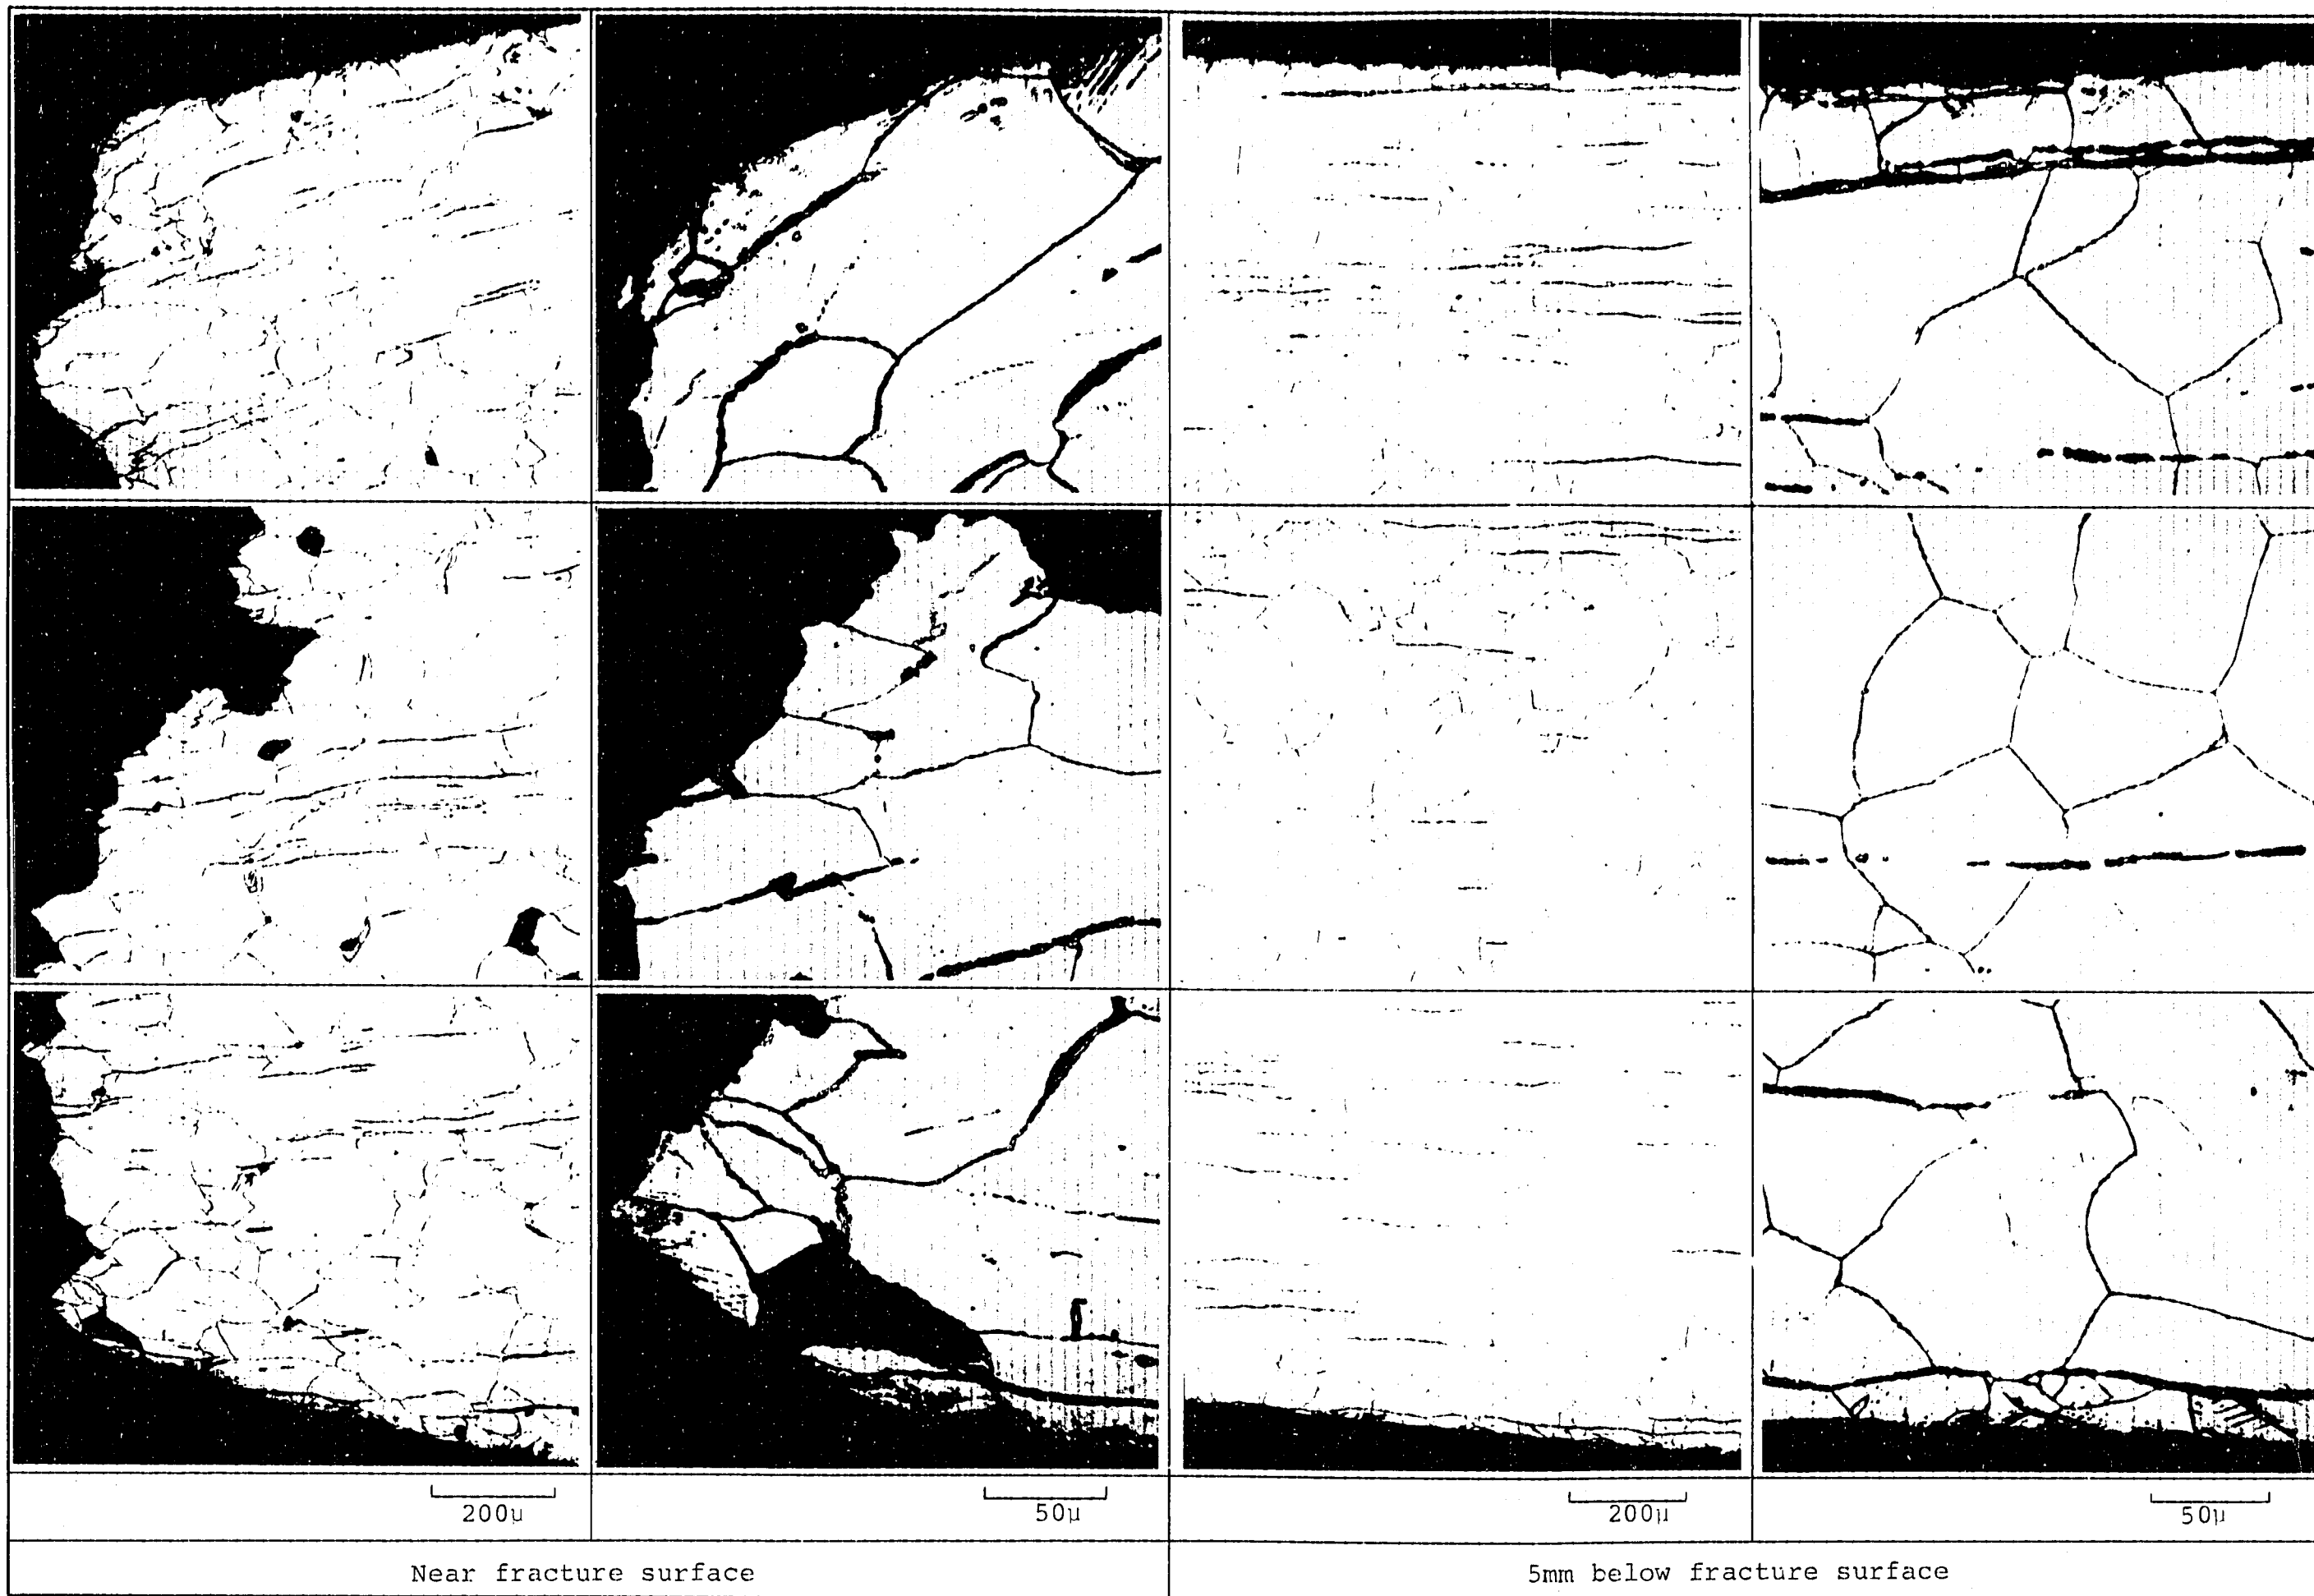 200μ
50μ
200μ
50μ
Near fracture surface
5mm below fracture surface